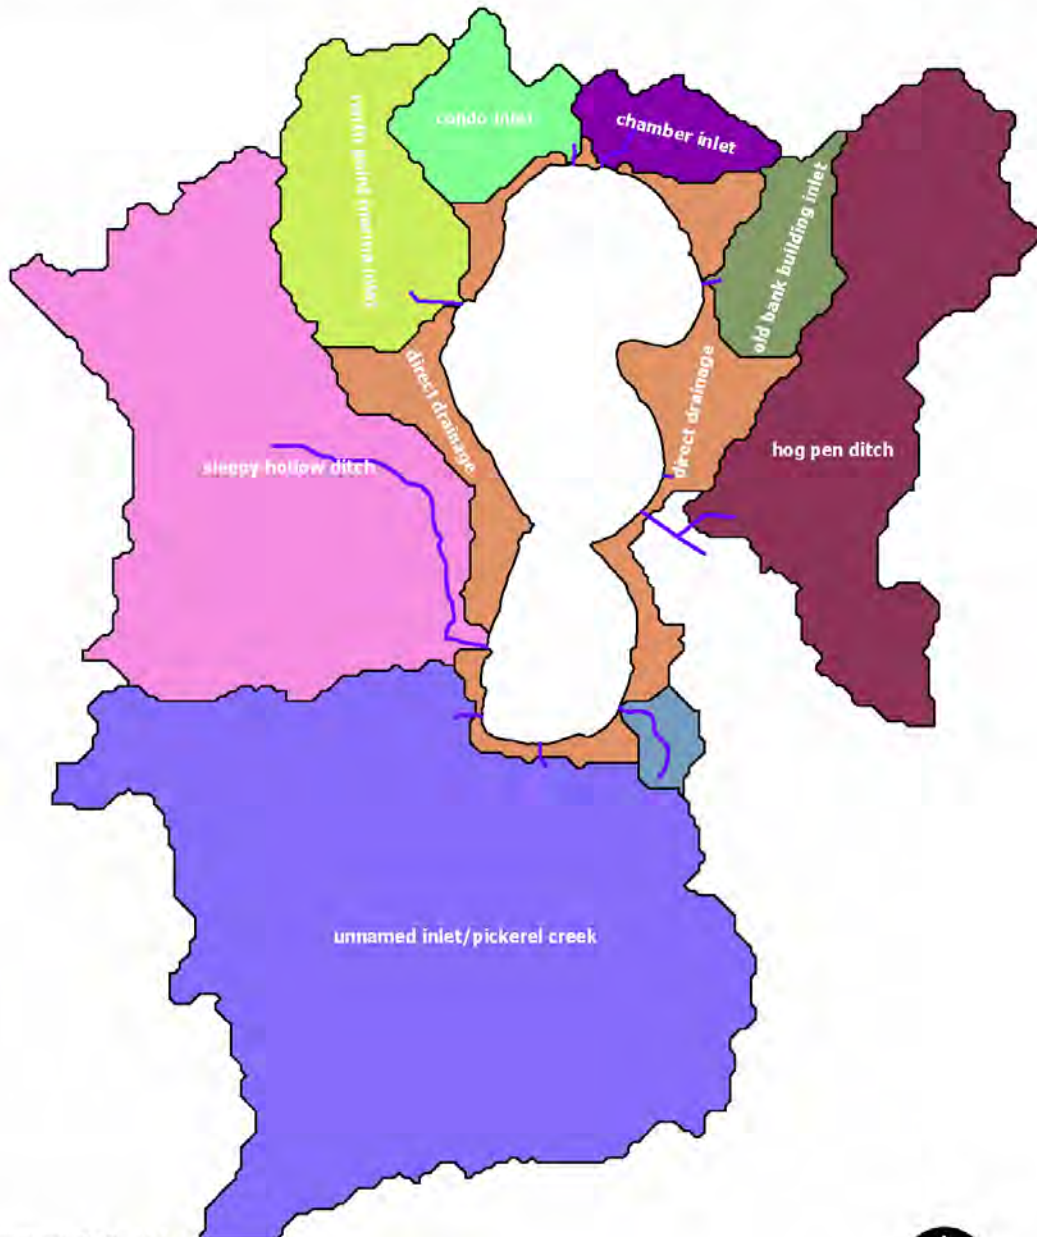 condo inlet
chamber inlet
inlet
old bank building inlet
direct drainage
direct drainage
hog pen ditch
sleepy hollow ditch
unnamed inlet/pickerel creek